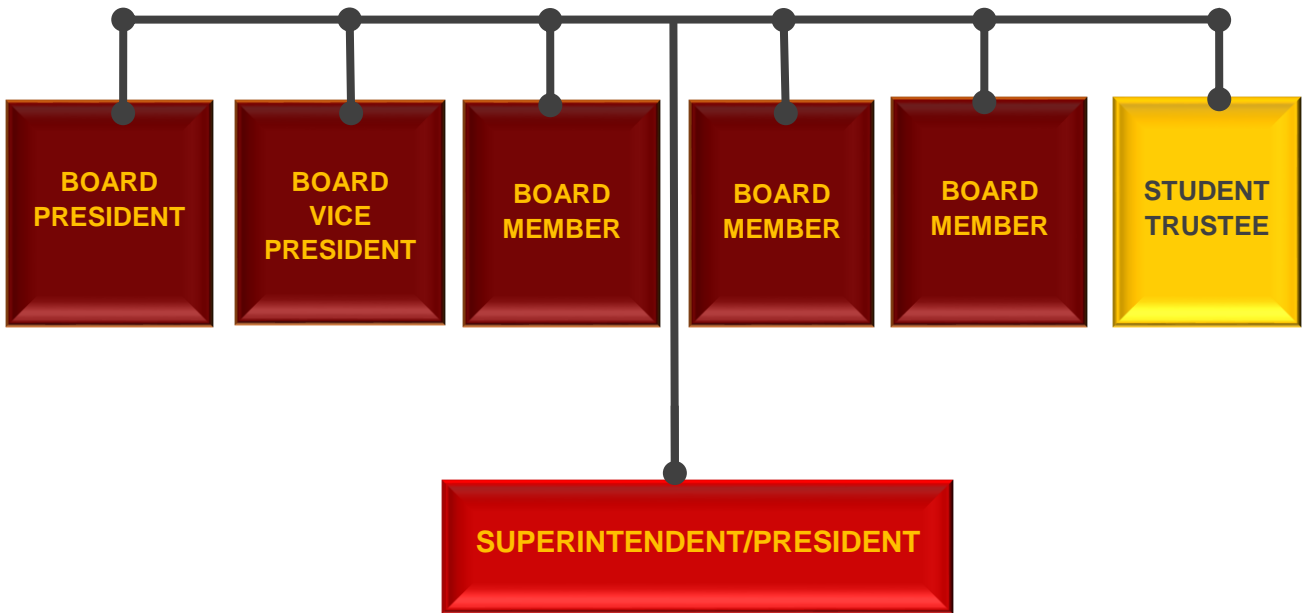 BOARD
PRESIDENT
BOARD
VICE
PRESIDENT
BOARD
MEMBER
BOARD
MEMBER
BOARD
MEMBER
STUDENT
TRUSTEE
SUPERINTENDENT/PRESIDENT